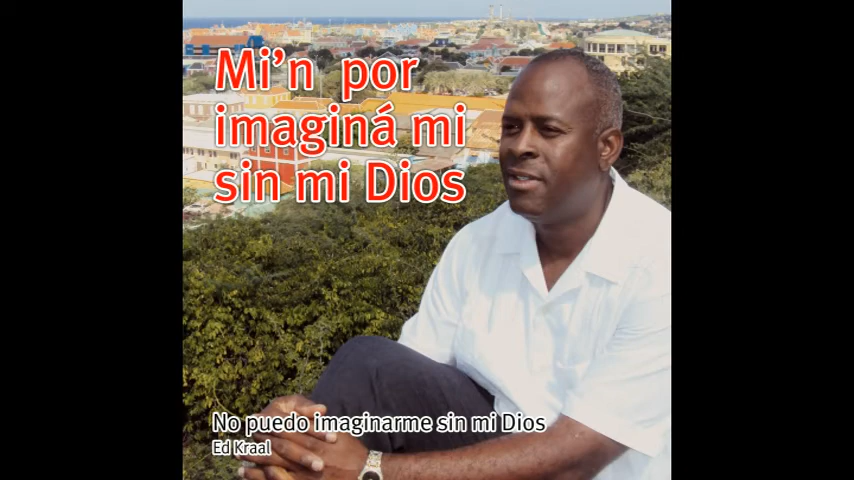 Mi’n por
imaginá mi
sin mi Dios
No puedo imaginarme sin mi Dios
Ed Kraal